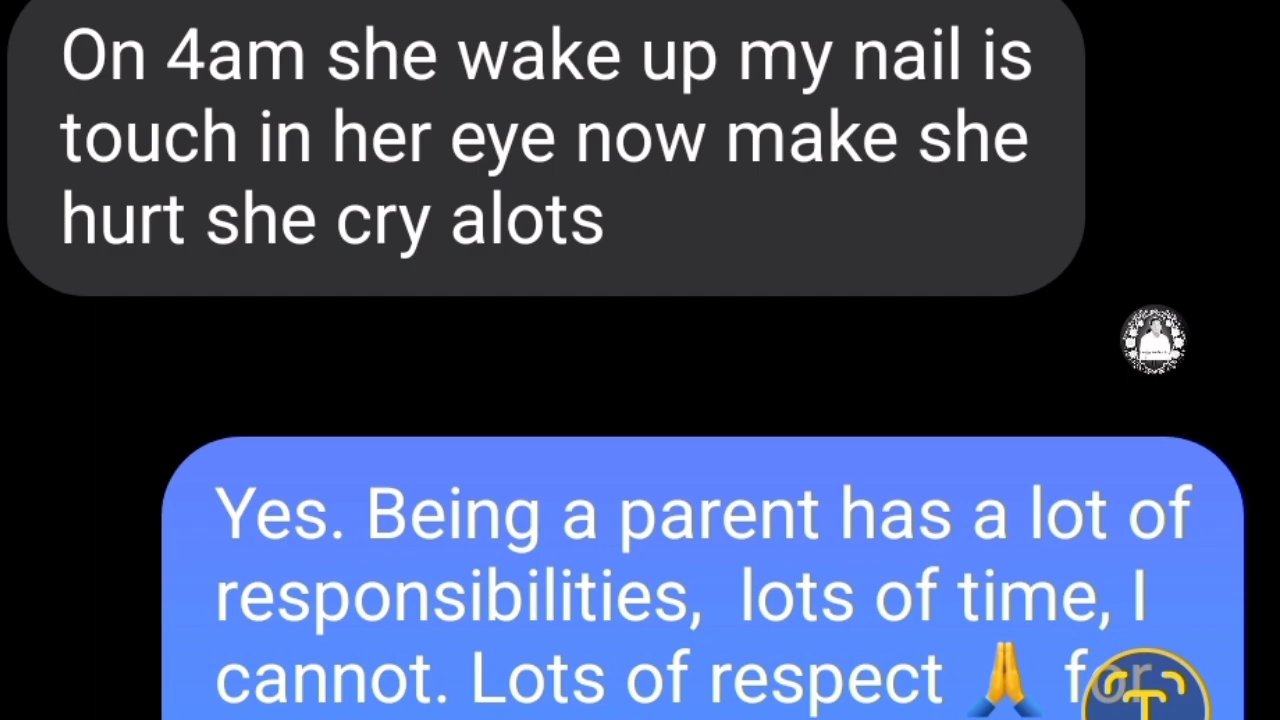 On 4am she wake up my nail is
touch in her eye now make she
hurt she cry alots
Yes. Being a parent has a lot of
responsibilities,  lots of time, I
cannot. Lots of respect 🙏 for